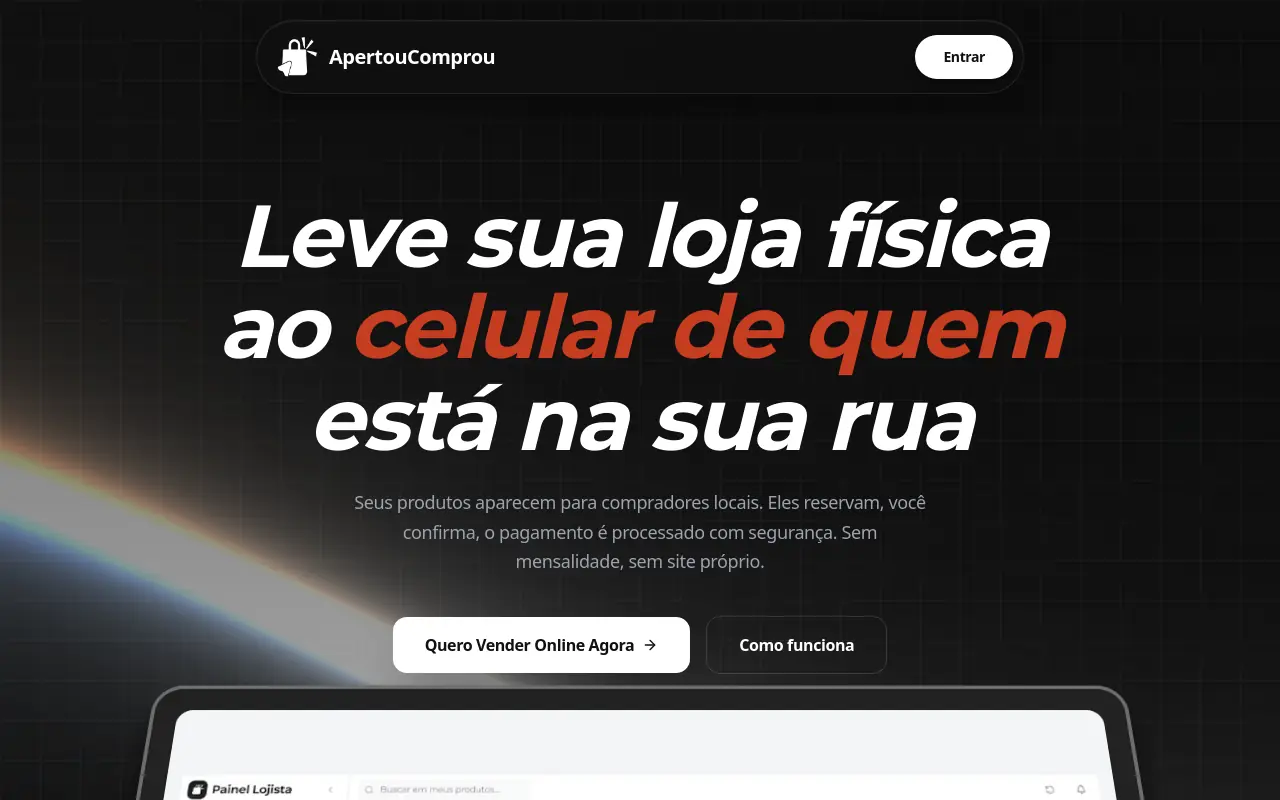 ApertouComprou
Entrar
Leve sua loja física
ao celular de quem
está na sua rua
Seus produtos aparecem para compradores locais. Eles reservam, você
confirma, o pagamento é processado com segurança. Sem
mensalidade, sem site próprio.
Quero Vender Online Agora →
Como funciona
Painel Lojista
Buscar em meus produtos...